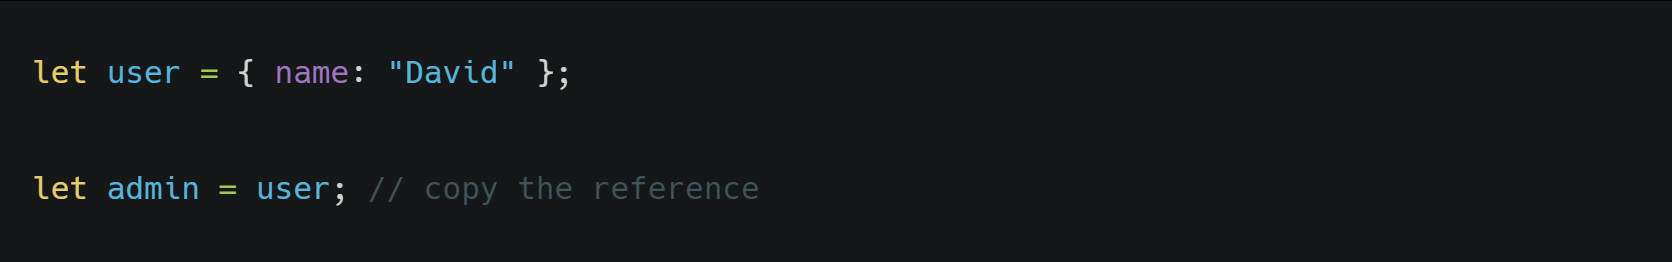 let user = { name: "David" };
let admin = user; // copy the reference